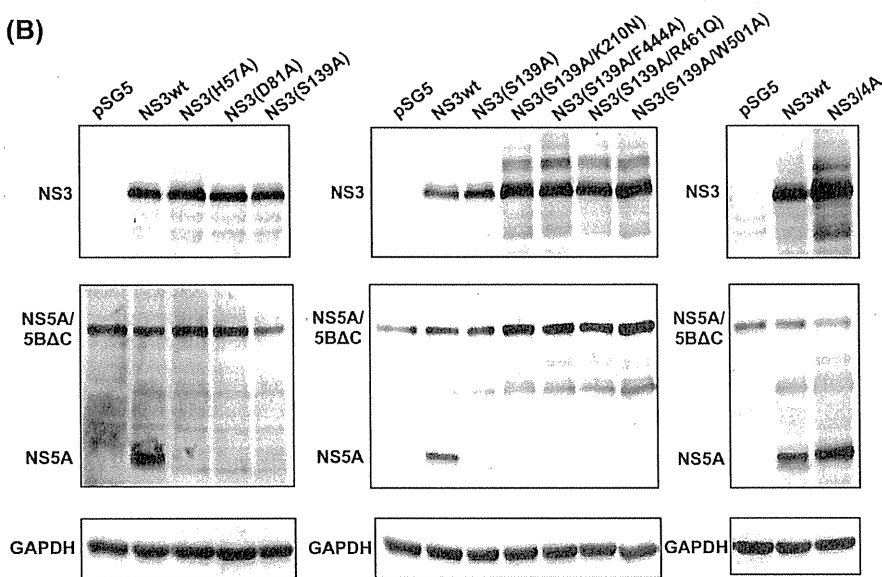 (B)
pSG5
NS3wt
NS3(H57A)
NS3(D81A)
NS3(S139A)
pSG5
NS3wt
NS3(S139A)
NS3(S139A/K210N)
NS3(S139A/F444A)
NS3(S139A/R461Q)
NS3(S139A/W501A)
pSG5
NS3wt
NS3/4A
NS3
NS3
NS3
NS5A/
5BΔC
NS5A/
5BΔC
NS5A/
5BΔC
NS5A
NS5A
NS5A
GAPDH
GAPDH
GAPDH